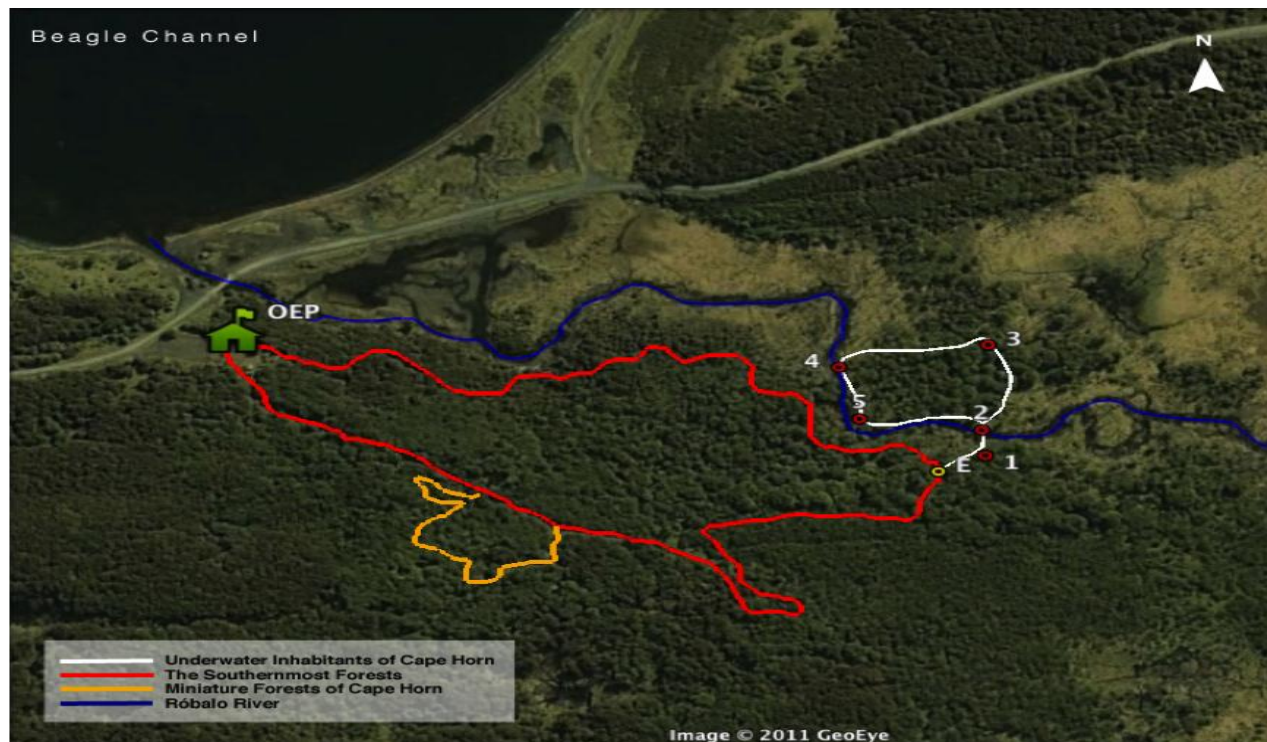 Beagle Channel
N
OEP
3
4
5
2
E
1
Underwater Inhabitants of Cape Horn
The Southernmost Forests
Miniature Forests of Cape Horn
Róbalo River
Image © 2011 GeoEye